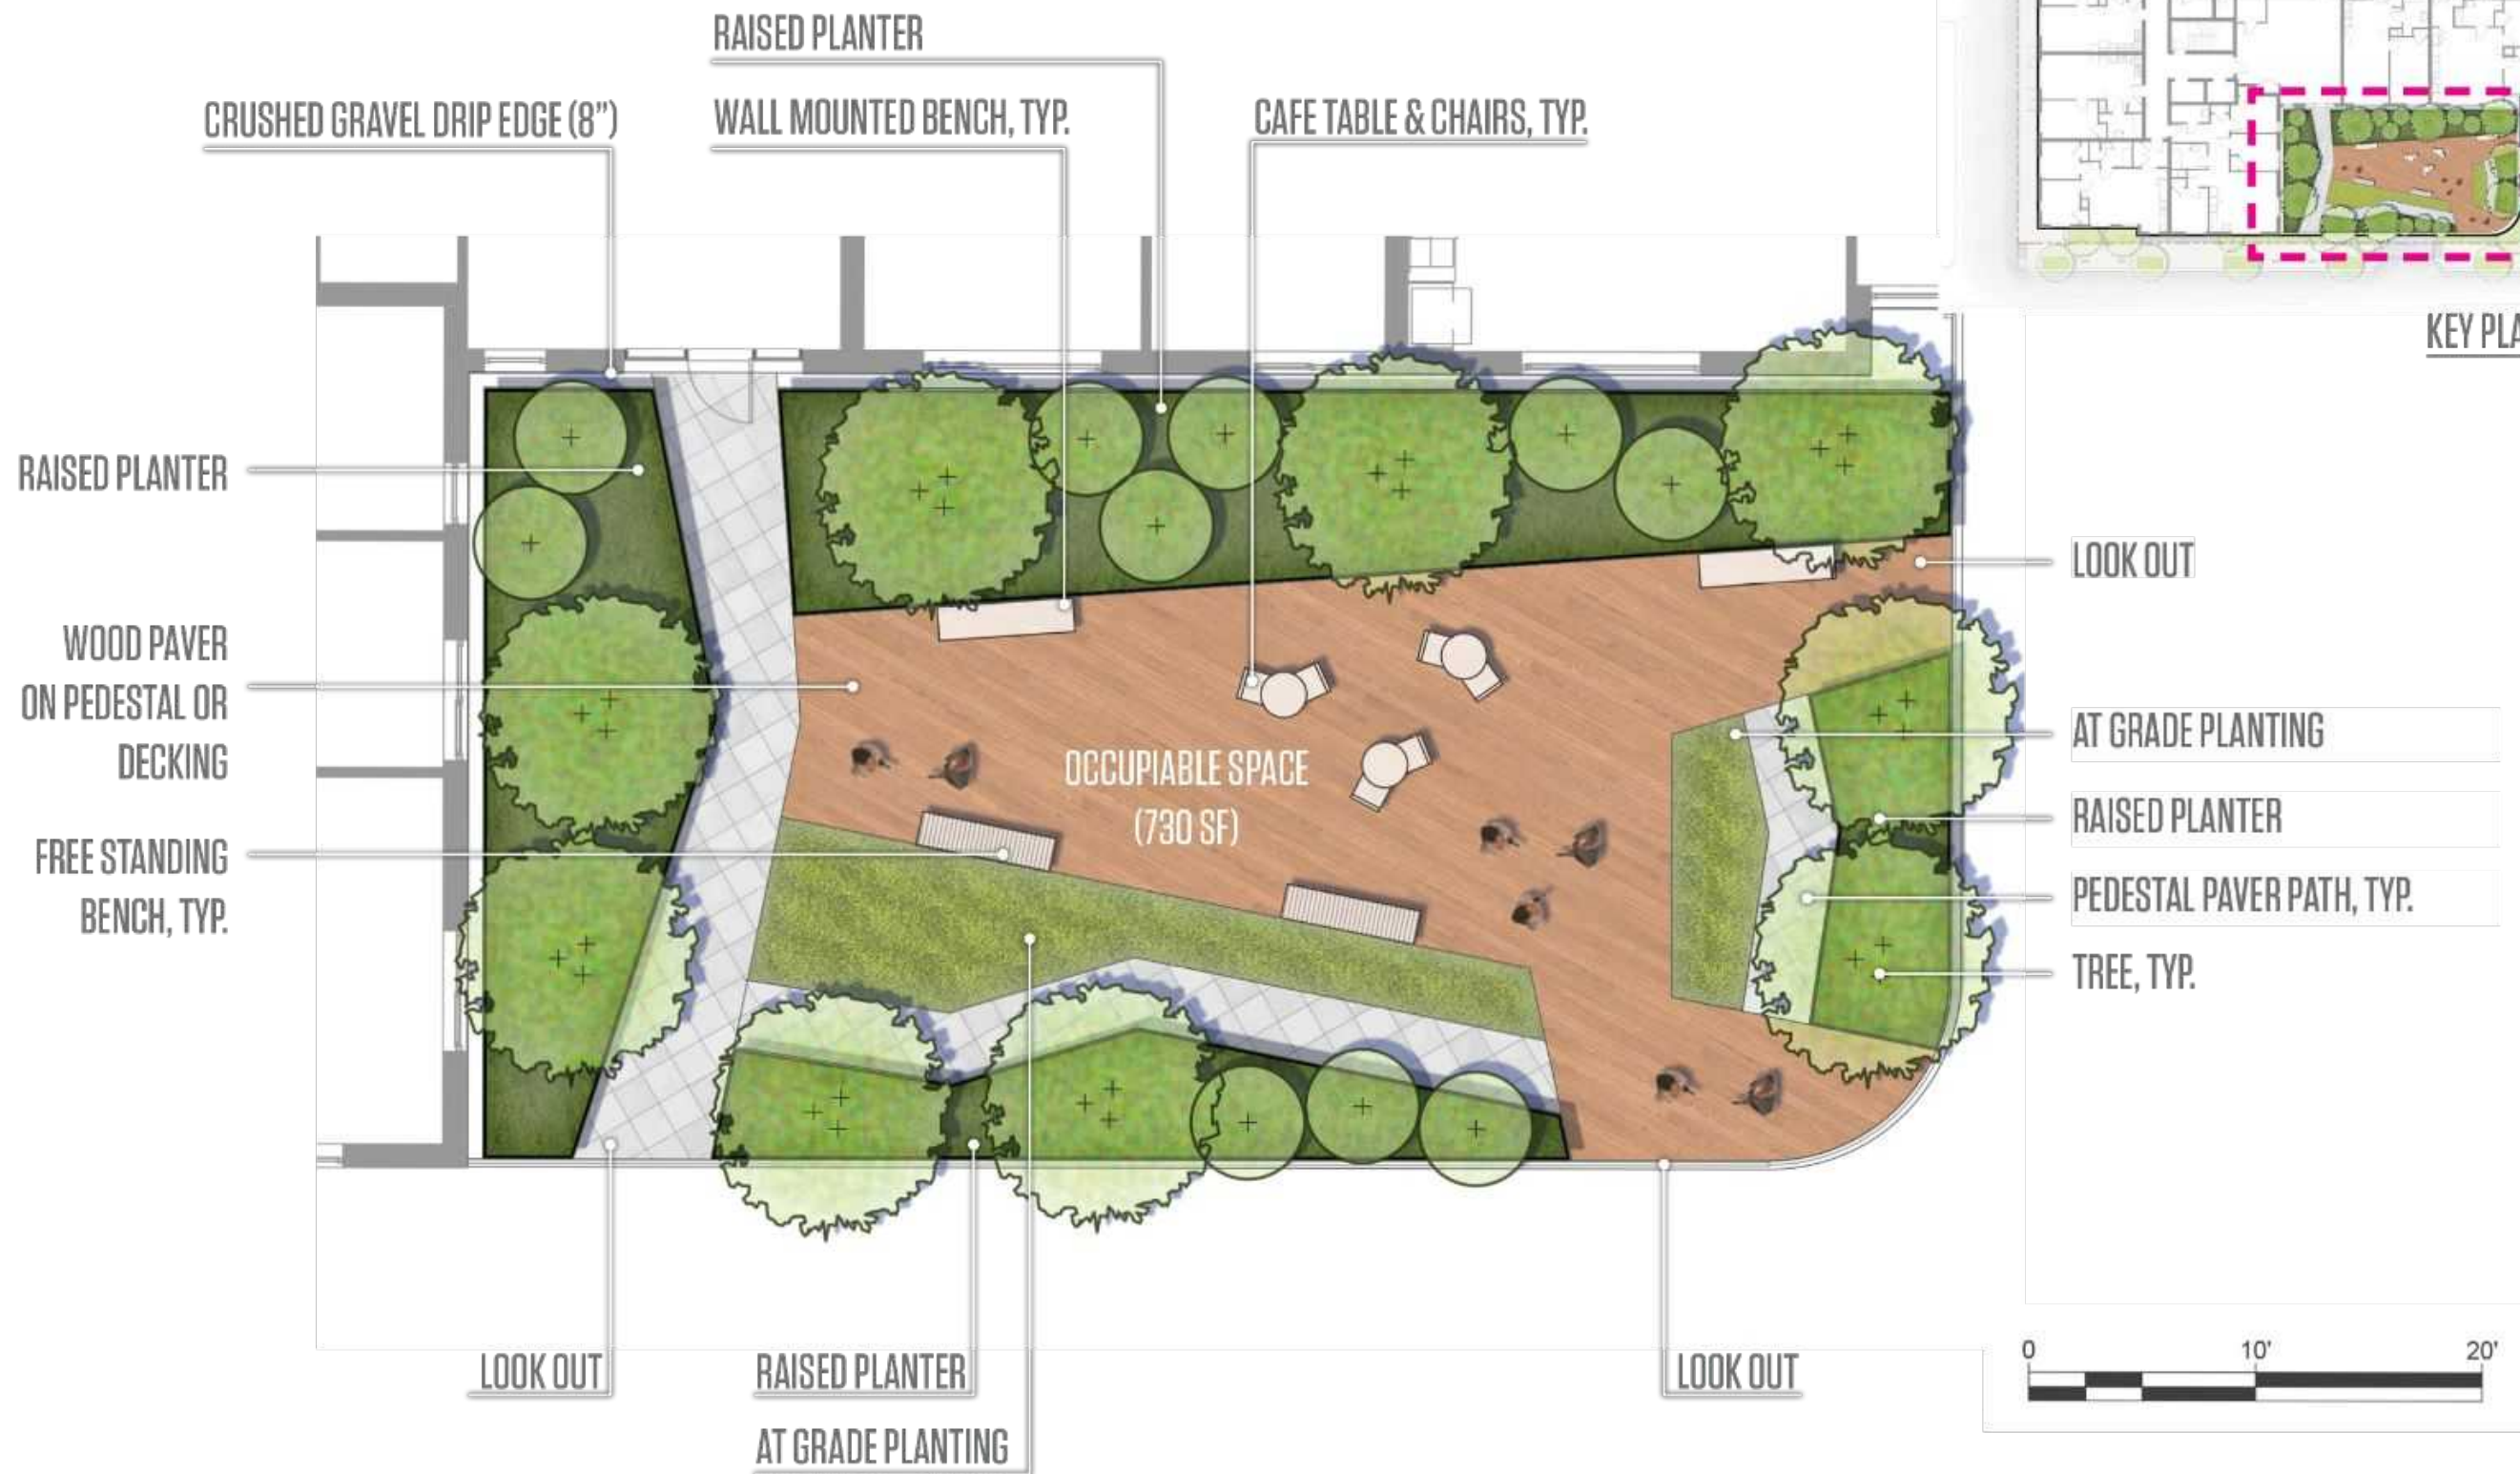 RAISED PLANTER
CRUSHED GRAVEL DRIP EDGE (8”)
WALL MOUNTED BENCH, TYP.
CAFE TABLE & CHAIRS, TYP.
KEY PLA
RAISED PLANTER
LOOK OUT
WOOD PAVER
ON PEDESTAL OR
DECKING
AT GRADE PLANTING
OCCUPIABLE SPACE
(730 SF)
RAISED PLANTER
FREE STANDING
BENCH, TYP.
PEDESTAL PAVER PATH, TYP.
TREE, TYP.
LOOK OUT
RAISED PLANTER
LOOK OUT
AT GRADE PLANTING
0 10' 20'